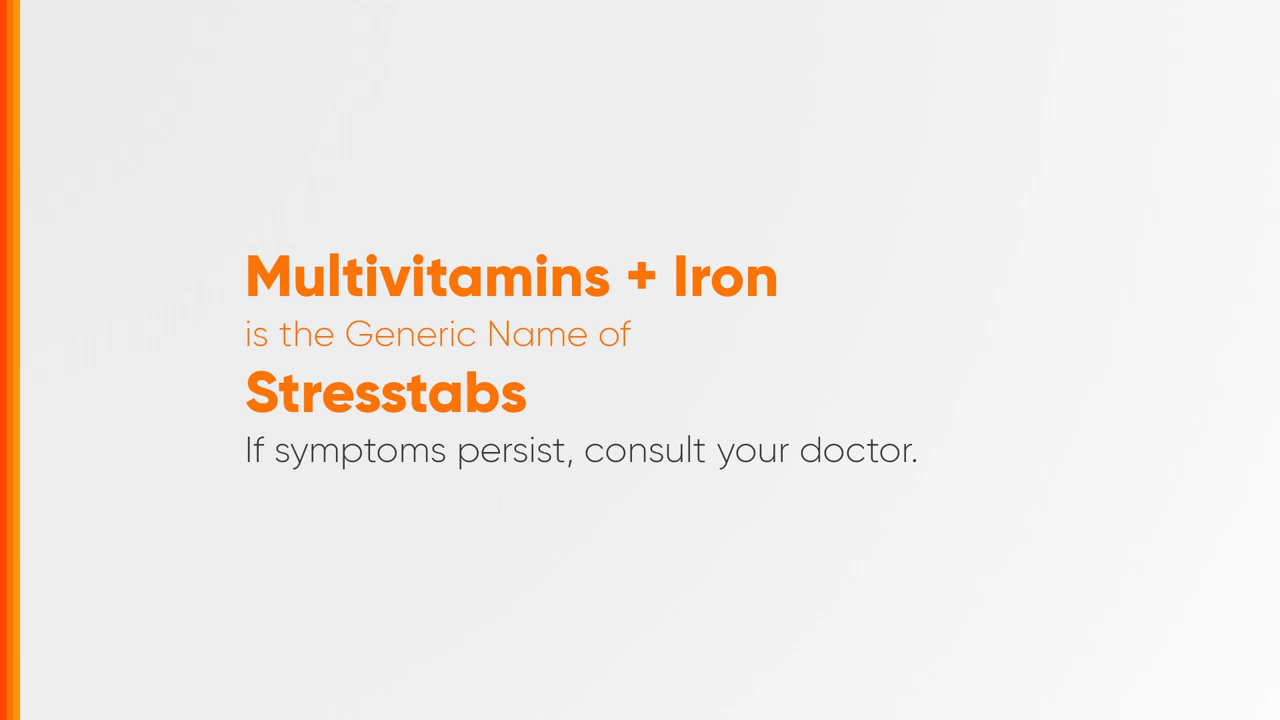 Multivitamins + Iron
is the Generic Name of
Stresstabs
If symptoms persist, consult your doctor.